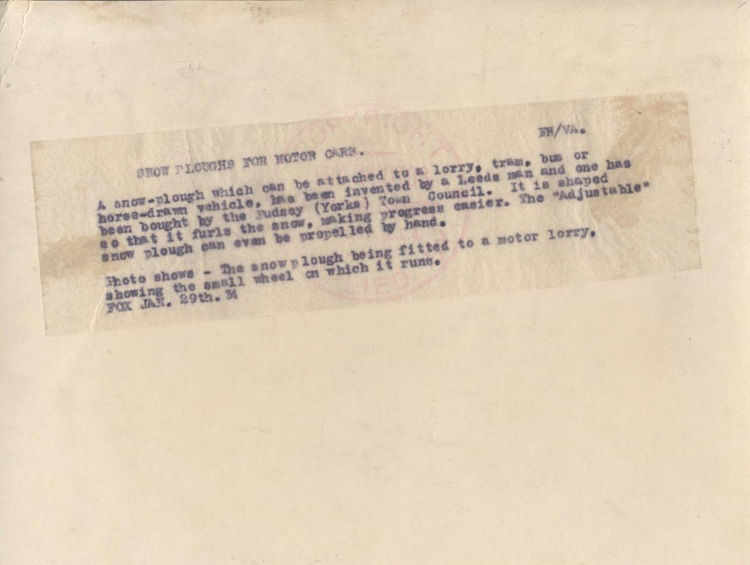 EH/VA.
SNOW PLOUGHS FOR MOTOR CARS.
A snow-plough which can be attached to a lorry, tram, bus or
horse-drawn vehicle, has been invented by a Leeds man and one has
been bought by the Pudsey (Yorks) Town Council. It is shaped
so that it furls the snow, making progress easier. The "Adjustable"
snow plough can even be propelled by hand.
Photo shows - The snow plough being fitted to a motor lorry,
showing the small wheel on which it runs.
FOX JAN. 29th. 34
COPYRIGHT